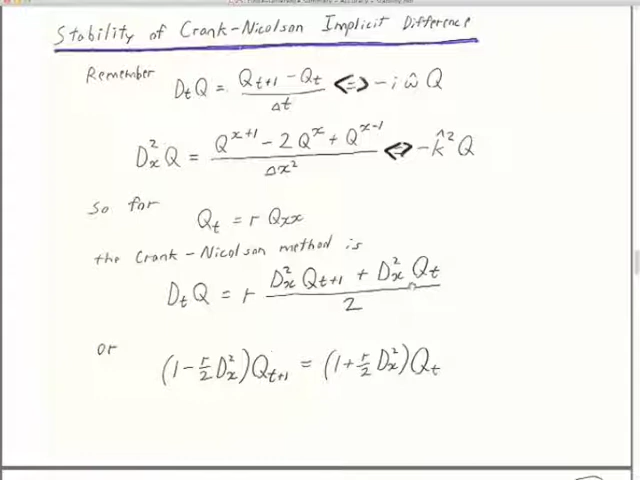 Stability of Crank-Nicolson Implicit Difference
Remember
D_t Q = (Q_{t+1} - Q_t) / Δt <=> -i ω̂ Q
D_x^2 Q = (Q^{x+1} - 2Q^x + Q^{x-1}) / Δx^2 <=> -k̂^2 Q
So for
Q_t = r Q_xx
the Crank-Nicolson method is
D_t Q = r (D_x^2 Q_{t+1} + D_x^2 Q_t) / 2
or
(1 - r/2 D_x^2) Q_{t+1} = (1 + r/2 D_x^2) Q_t